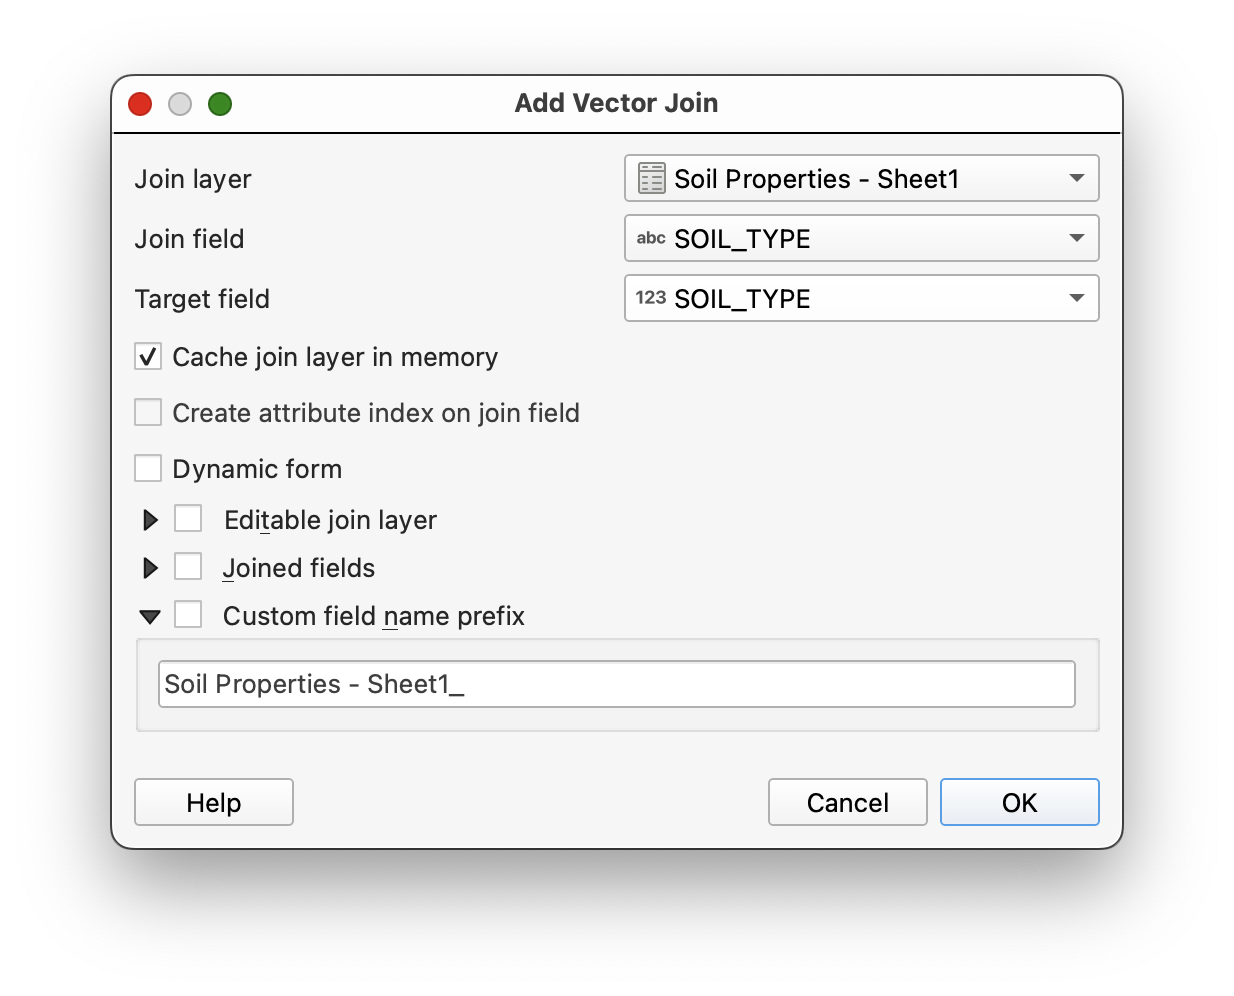 Add Vector Join
Join layer Soil Properties - Sheet1
Join field abc SOIL_TYPE
Target field 123 SOIL_TYPE
Cache join layer in memory
Create attribute index on join field
Dynamic form
Editable join layer
Joined fields
Custom field name prefix
Soil Properties - Sheet1_
Help Cancel OK